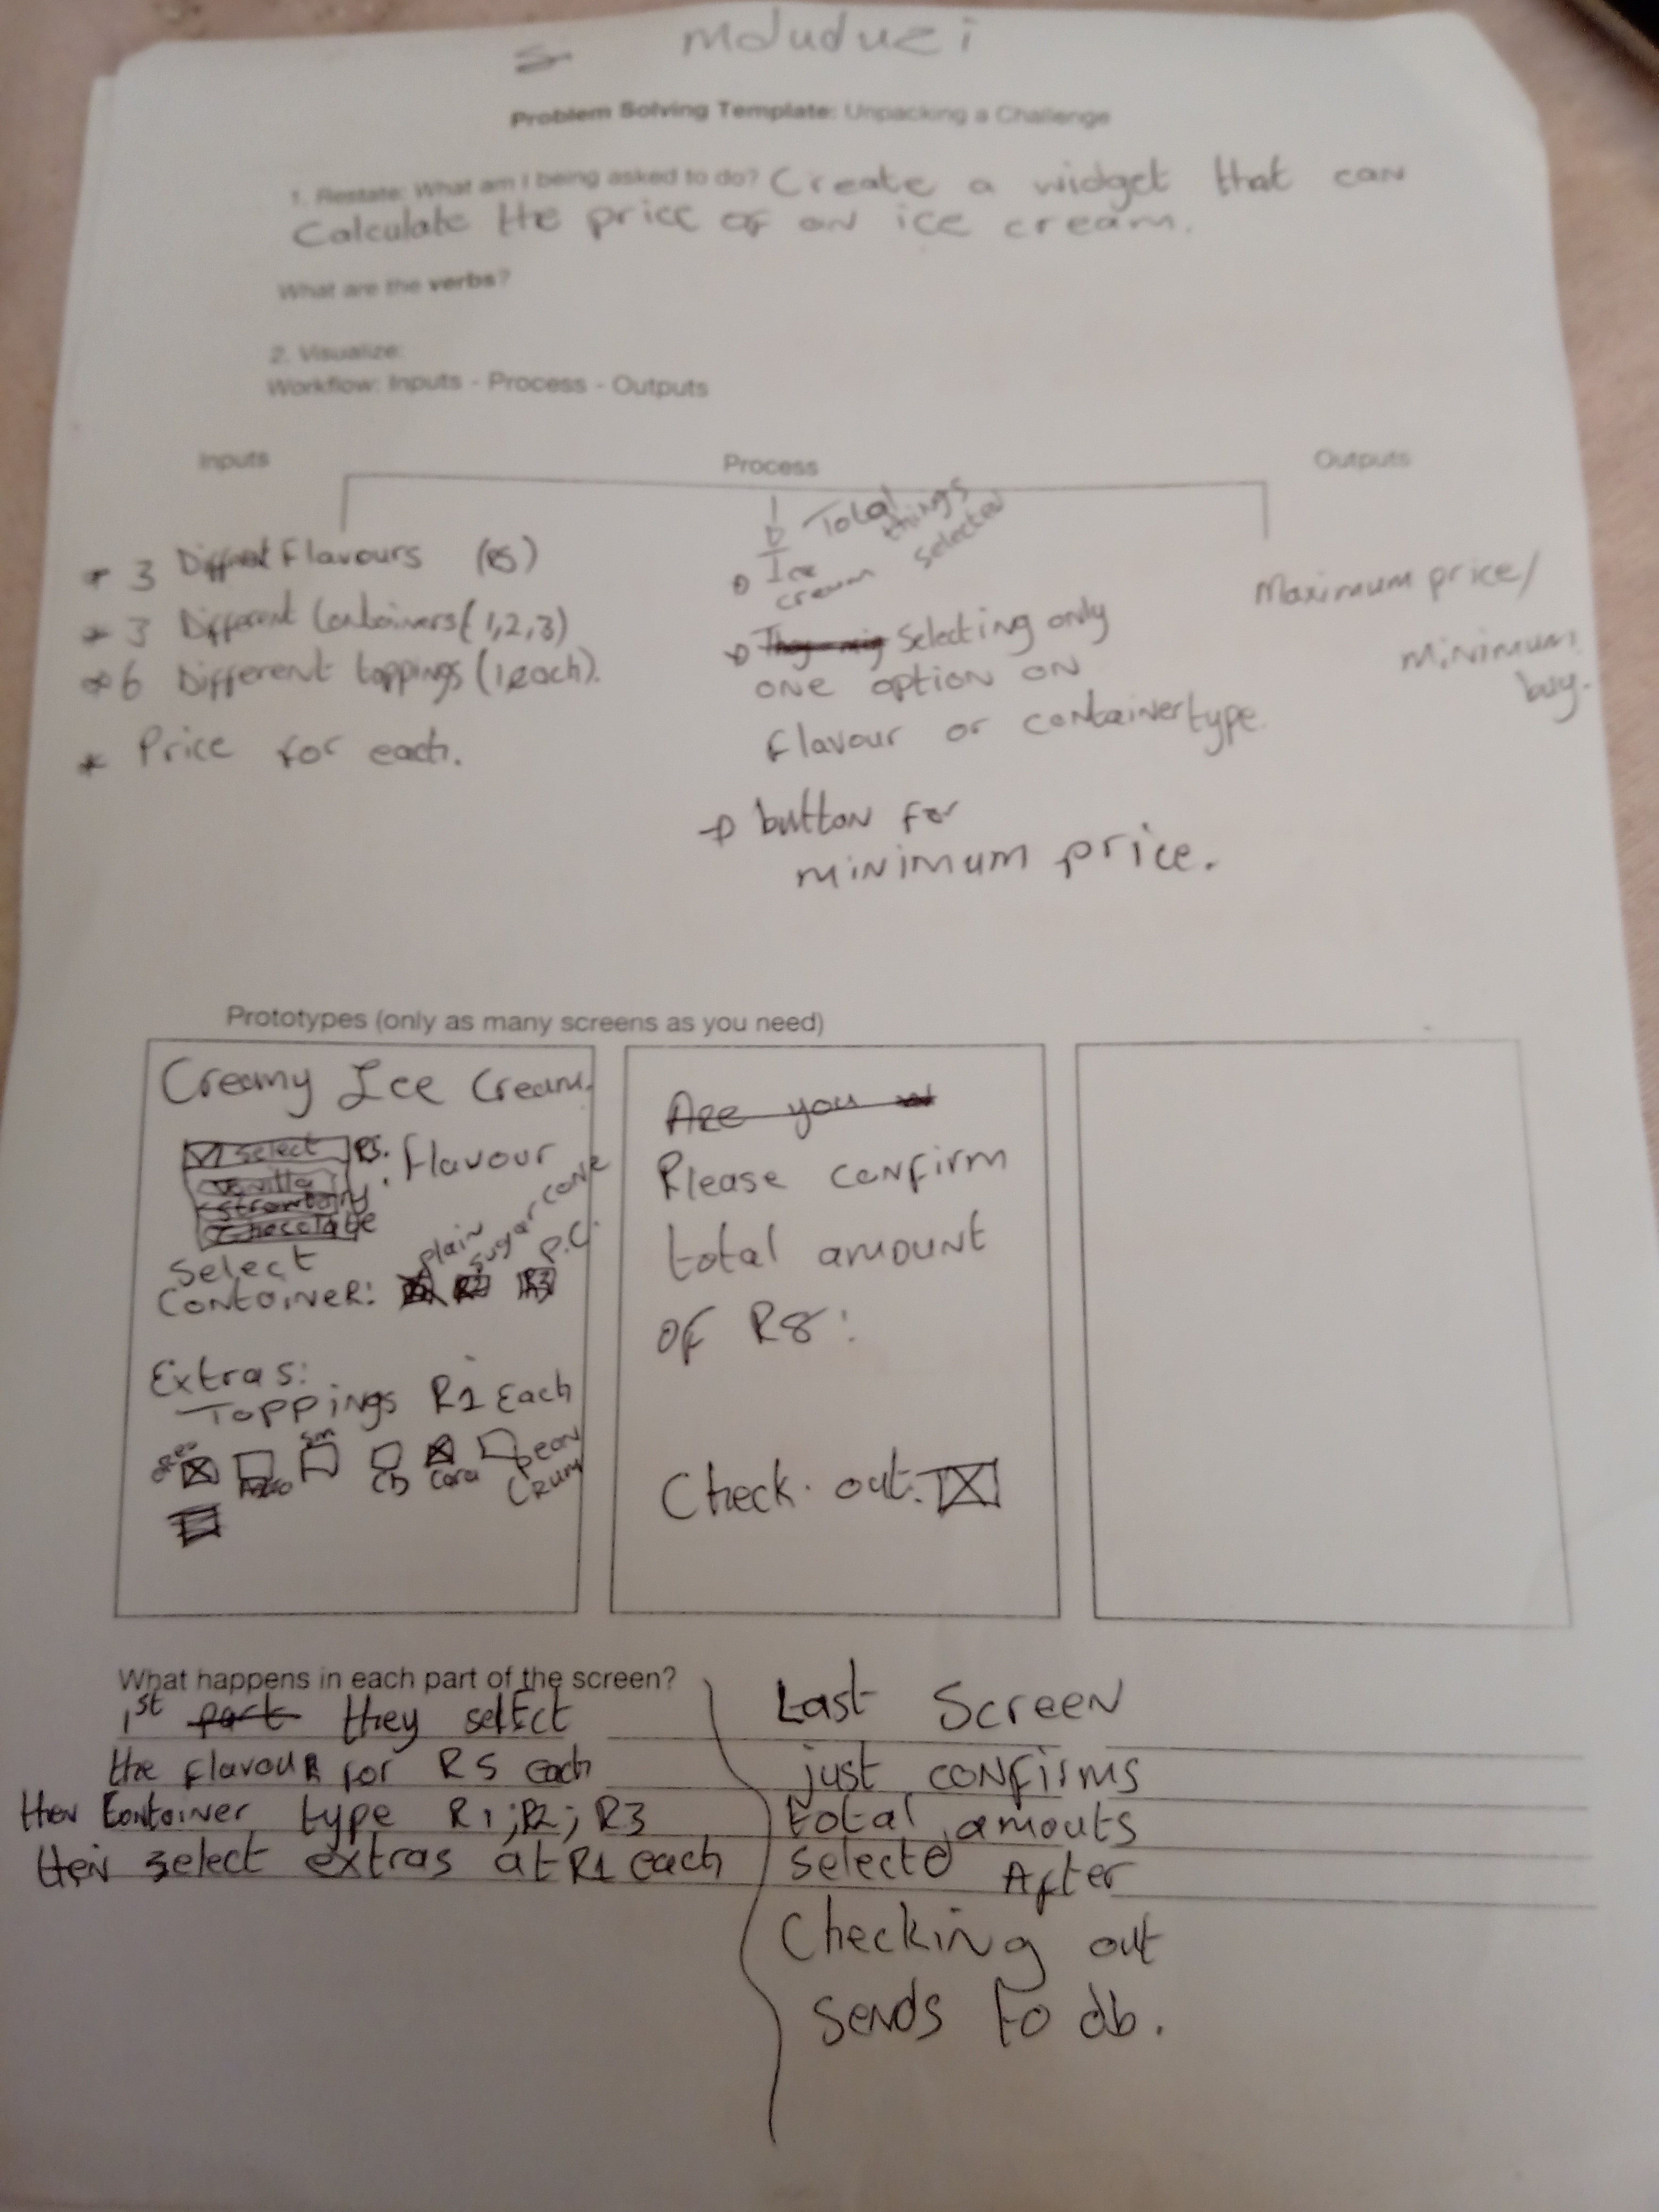 mduduzi
Problem Solving Template: Unpacking a Challenge
1. Restate: What am I being asked to do? Create a widget that can
Calculate the price of an ice cream.
What are the verbs?
2. Visualize:
Workflow: Inputs - Process - Outputs
Inputs
* 3 Different Flavours (R5)
* 3 Different Containers (1,2,3)
* 6 Different toppings (1 each).
* Price for each.
Process
Total things selected
Ice cream
Selecting only
one option on
flavour or container type.
button for
minimum price.
Outputs
Maximum price/
minimum
buy.
Prototypes (only as many screens as you need)
Creamy Ice Cream.
Select R5. flavour
Vanilla
Strawberry
Chocolate
Select
Container: plain sugar cone P.C.
R2 R3
Extras:
Toppings R1 Each
oreo sm
Cb Cara pean
Crum
Are you
Please confirm
total amount
of R8:
Check out.
What happens in each part of the screen?
1st part they select
the flavour for R5 each
then Container type R1; R2; R3
then select extras at R1 each
Last Screen
just confirms
total amouts
selecte After
Checking out
sends to db.